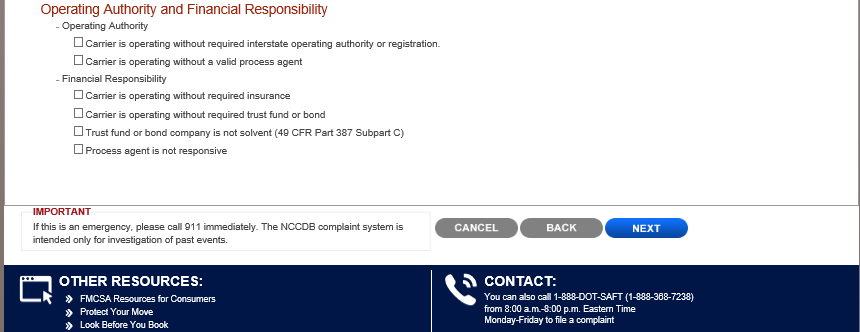 Operating Authority and Financial Responsibility
- Operating Authority
Carrier is operating without required interstate operating authority or registration.
Carrier is operating without a valid process agent
- Financial Responsibility
Carrier is operating without required insurance
Carrier is operating without required trust fund or bond
Trust fund or bond company is not solvent (49 CFR Part 387 Subpart C)
Process agent is not responsive
IMPORTANT
If this is an emergency, please call 911 immediately. The NCCDB complaint system is
intended only for investigation of past events.
CANCEL
BACK
NEXT
OTHER RESOURCES:
FMCSA Resources for Consumers
Protect Your Move
Look Before You Book
CONTACT:
You can also call 1-888-DOT-SAFT (1-888-368-7238)
from 8:00 a.m.-8:00 p.m. Eastern Time
Monday-Friday to file a complaint